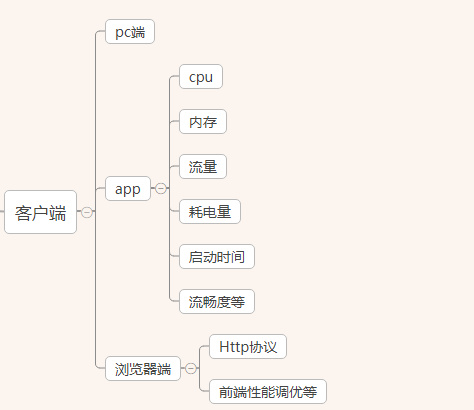 pc端
cpu
内存
流量
app
耗电量
客户端
启动时间
流畅度等
Http协议
浏览器端
前端性能调优等